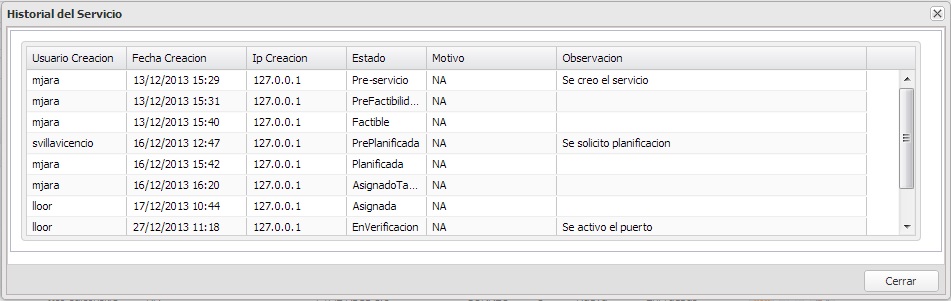 Historial del Servicio
Usuario Creacion Fecha Creacion Ip Creacion Estado Motivo Observacion
mjara 13/12/2013 15:29 127.0.0.1 Pre-servicio NA Se creo el servicio
mjara 13/12/2013 15:31 127.0.0.1 PreFactibilid... NA
mjara 13/12/2013 15:40 127.0.0.1 Factible NA
svillavicencio 16/12/2013 12:47 127.0.0.1 PrePlanificada NA Se solicito planificacion
mjara 16/12/2013 15:42 127.0.0.1 Planificada NA
mjara 16/12/2013 16:20 127.0.0.1 AsignadoTa... NA
lloor 17/12/2013 10:44 127.0.0.1 Asignada NA
lloor 27/12/2013 11:18 127.0.0.1 EnVerificacion NA Se activo el puerto
Cerrar